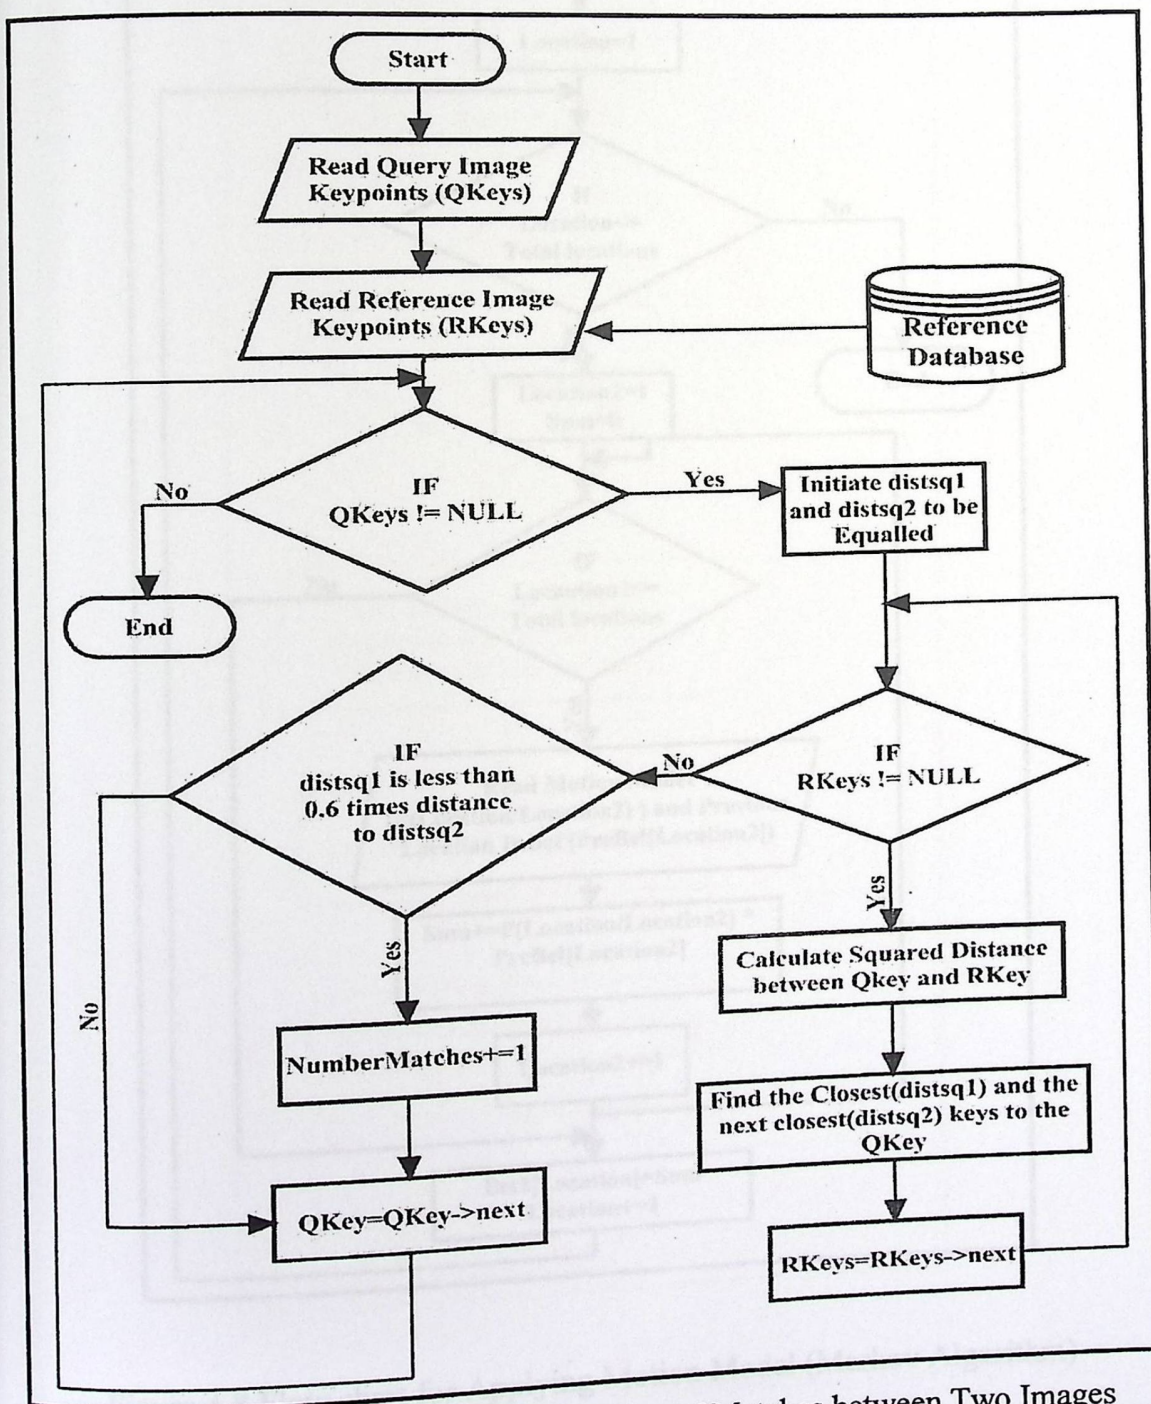 Start
Read Query Image
Keypoints (QKeys)
Read Reference Image
Keypoints (RKeys)
Reference
Database
IF
QKeys != NULL
No
Yes
Initiate distsq1
and distsq2 to be
Equalled
End
IF
distsq1 is less than
0.6 times distance
to distsq2
No
IF
RKeys != NULL
Yes
Yes
No
Calculate Squared Distance
between Qkey and RKey
NumberMatches+=1
Find the Closest(distsq1) and the
next closest(distsq2) keys to the
QKey
QKey=QKey->next
RKeys=RKeys->next
between Two Images